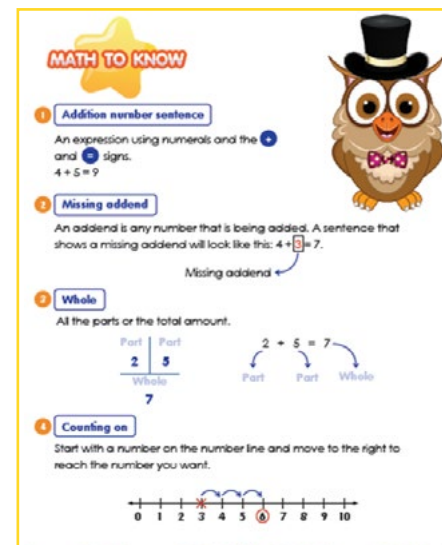 MATH TO KNOW
1 Addition number sentence
An expression using numerals and the +
and = signs.
4 + 5 = 9
2 Missing addend
An addend is any number that is being added. A sentence that
shows a missing addend will look like this: 4 + 3 = 7.
Missing addend
3 Whole
All the parts or the total amount.
Part Part
2 5
Whole
7
2 + 5 = 7
Part Part Whole
4 Counting on
Start with a number on the number line and move to the right to
reach the number you want.
0 1 2 3 4 5 6 7 8 9 10